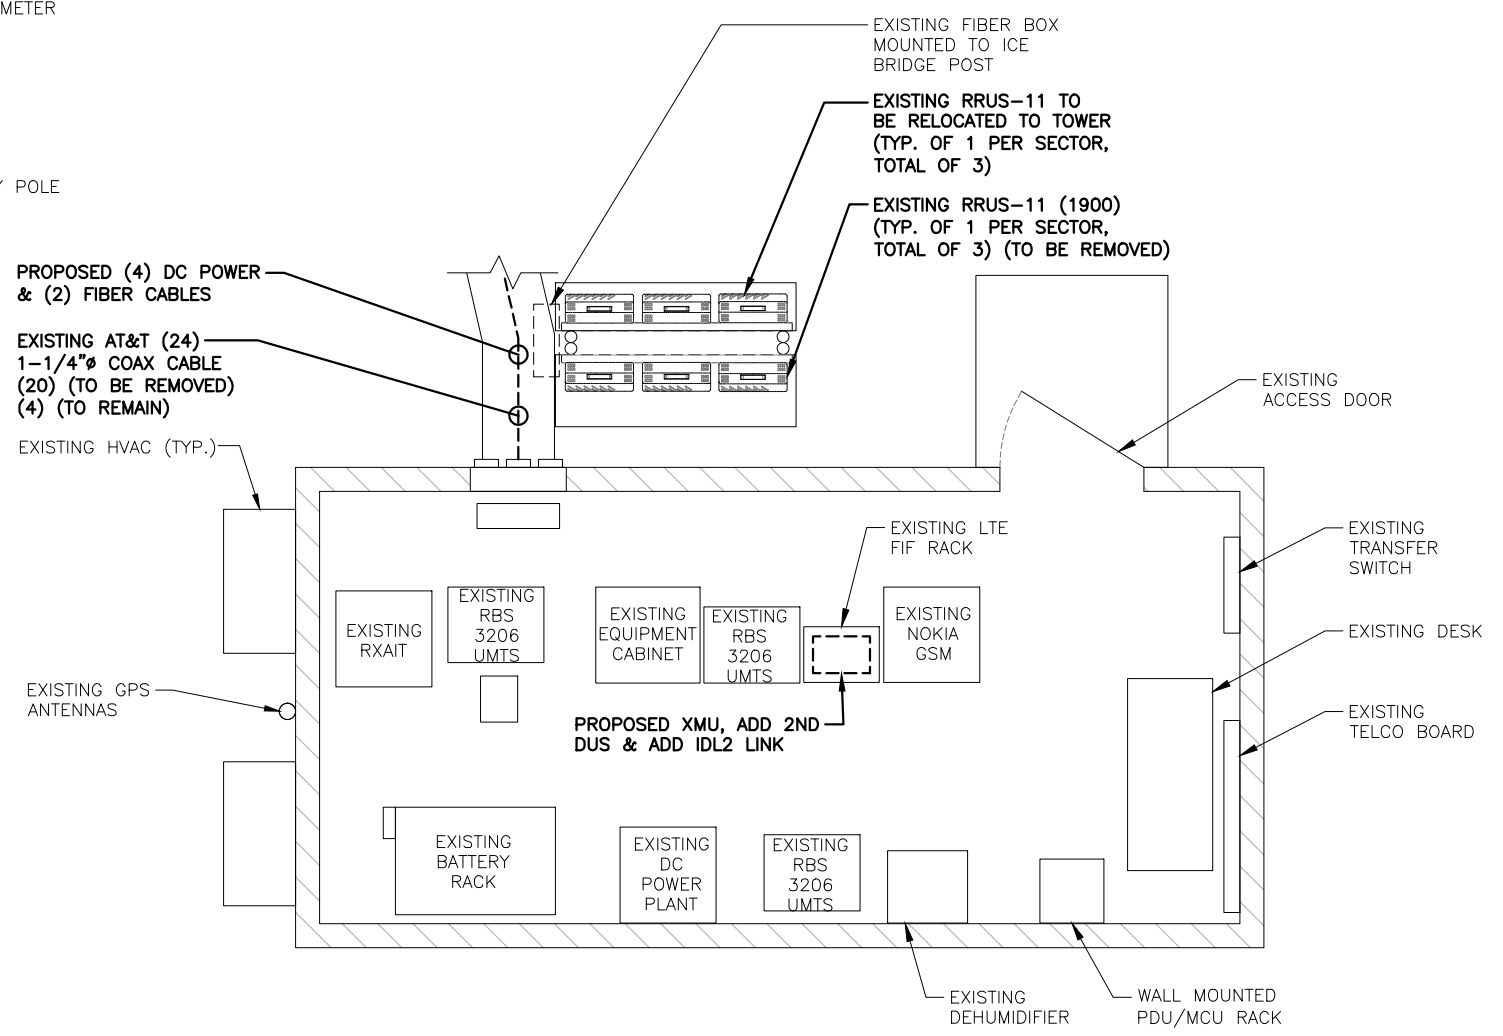 METER
POLE
EXISTING FIBER BOX
MOUNTED TO ICE
BRIDGE POST
EXISTING RRUS-11 TO
BE RELOCATED TO TOWER
(TYP. OF 1 PER SECTOR,
TOTAL OF 3)
EXISTING RRUS-11 (1900)
(TYP. OF 1 PER SECTOR,
TOTAL OF 3) (TO BE REMOVED)
PROPOSED (4) DC POWER
& (2) FIBER CABLES
EXISTING AT&T (24)
1-1/4"ø COAX CABLE
(20) (TO BE REMOVED)
(4) (TO REMAIN)
EXISTING HVAC (TYP.)
EXISTING
ACCESS DOOR
EXISTING LTE
FIF RACK
EXISTING
TRANSFER
SWITCH
EXISTING
RXAIT
EXISTING
RBS
3206
UMTS
EXISTING
EQUIPMENT
CABINET
EXISTING
RBS
3206
UMTS
EXISTING
NOKIA
GSM
EXISTING DESK
EXISTING GPS
ANTENNAS
PROPOSED XMU, ADD 2ND
DUS & ADD IDL2 LINK
EXISTING
TELCO BOARD
EXISTING
BATTERY
RACK
EXISTING
DC
POWER
PLANT
EXISTING
RBS
3206
UMTS
EXISTING
DEHUMIDIFIER
WALL MOUNTED
PDU/MCU RACK